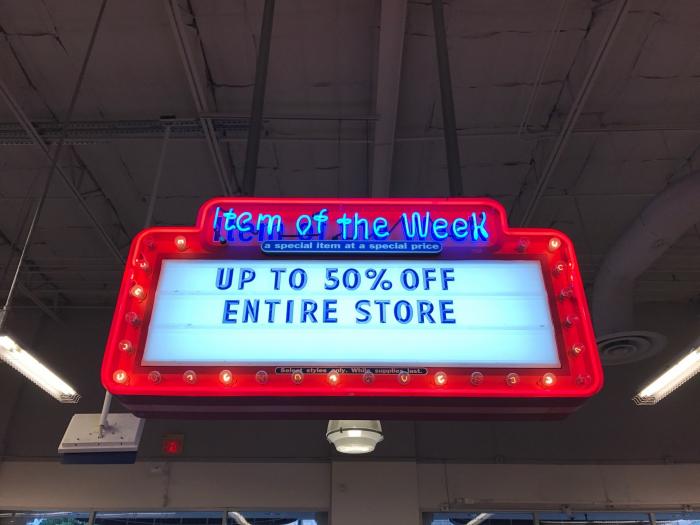 Item of the Week
a special item at a special price
UP TO 50% OFF
ENTIRE STORE
Select styles only. While supplies last.